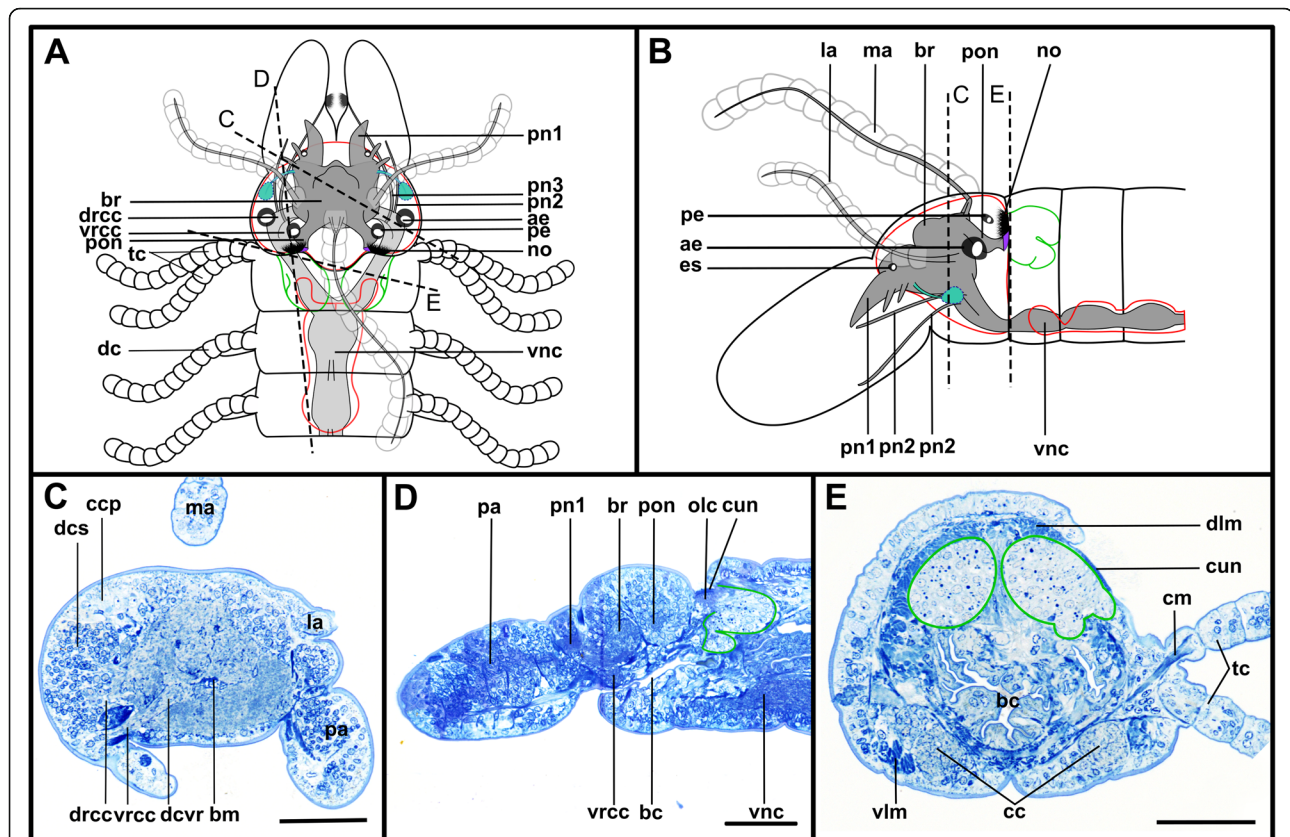 A
D
C
pn1
pn3
pn2
br
drcc
vrcc
pon
tc
ae
pe
no
E
dc
vnc
B
la
ma
br
pon
no
C
E
pe
ae
es
pn1
pn2
pn2
vnc
C
ccp
dcs
ma
la
pa
drcc
vrcc
dcvr
bm
D
pa
pn1
br
pon
olc
cun
vrcc
bc
vnc
E
dlm
cun
cm
tc
bc
vlm
cc